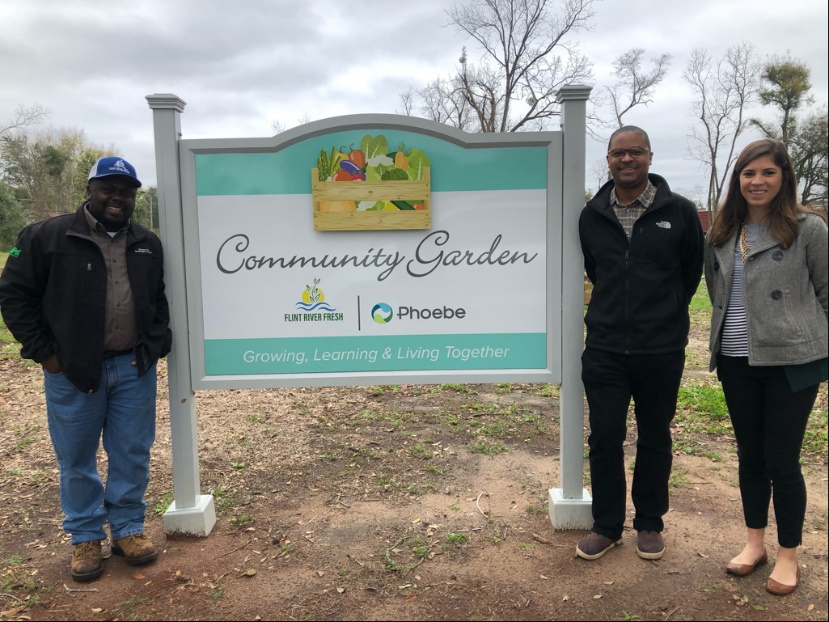 Community Garden
FLINT RIVER FRESH
Phoebe
Growing, Learning & Living Together